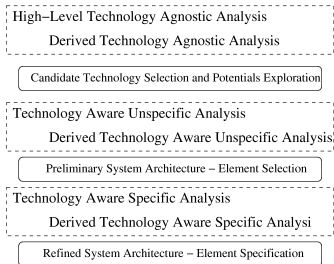 High-Level Technology Agnostic Analysis
Derived Technology Agnostic Analysis
Candidate Technology Selection and Potentials Exploration
Technology Aware Unspecific Analysis
Derived Technology Aware Unspecific Analysis
Preliminary System Architecture - Element Selection
Technology Aware Specific Analysis
Derived Technology Aware Specific Analysi
Refined System Architecture - Element Specification